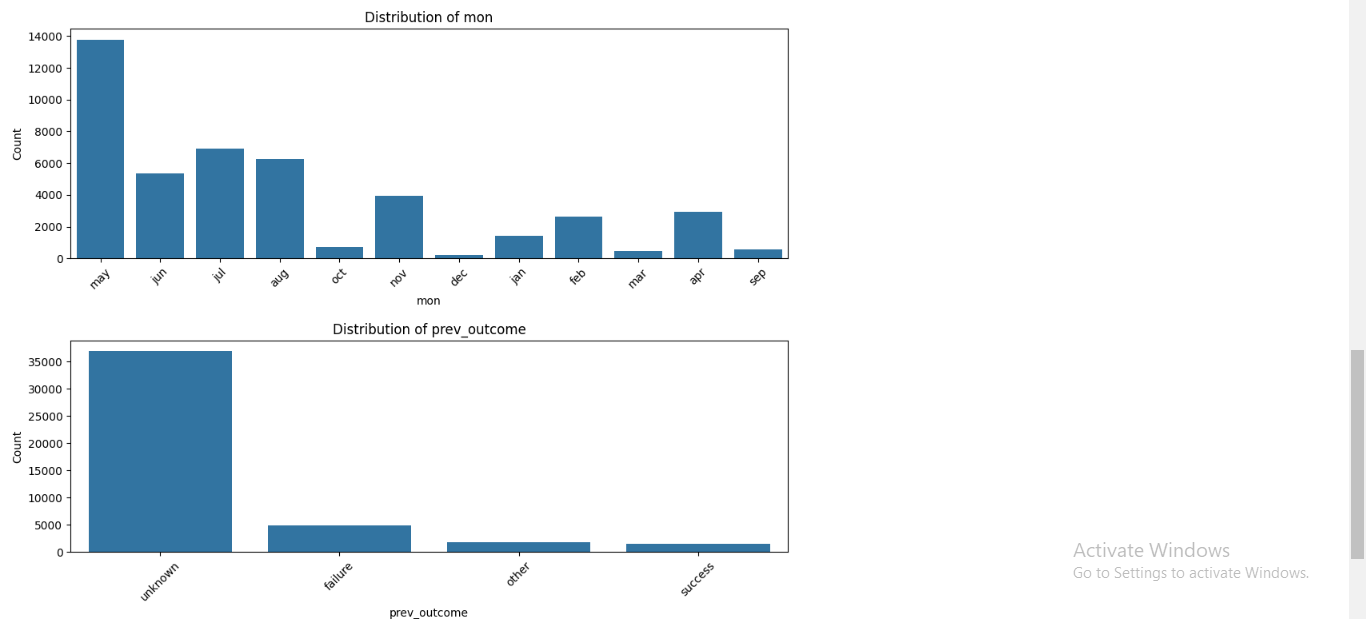 Distribution of mon
14000
12000
10000
8000
6000
4000
2000
0
Count
may jun jul aug oct nov dec jan feb mar apr sep
mon
Distribution of prev_outcome
35000
30000
25000
20000
15000
10000
5000
0
Count
unknown failure other success
prev_outcome
Activate Windows
Go to Settings to activate Windows.